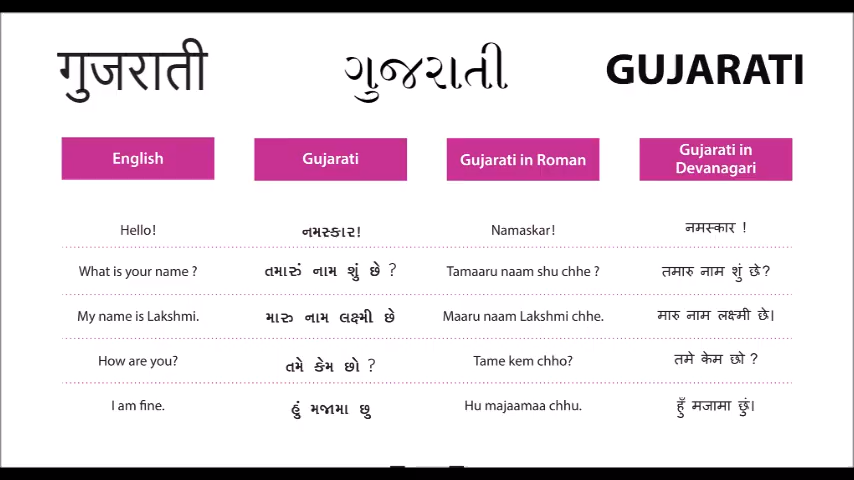 गुजराती ગુજરાતી GUJARATI
English Gujarati Gujarati in Roman Gujarati in Devanagari
Hello! નમસ્કાર! Namaskar! नमस्कार !
What is your name ? તમારું નામ શું છે ? Tamaaru naam shu chhe ? तमारु नाम शुं छे?
My name is Lakshmi. મારુ નામ લક્ષ્મી છે Maaru naam Lakshmi chhe. मारु नाम लक्ष्मी छे।
How are you? તમે કેમ છો ? Tame kem chho? तमे केम छो ?
I am fine. હું મજામા છુ Hu majaamaa chhu. हुँ मजामा छुं।